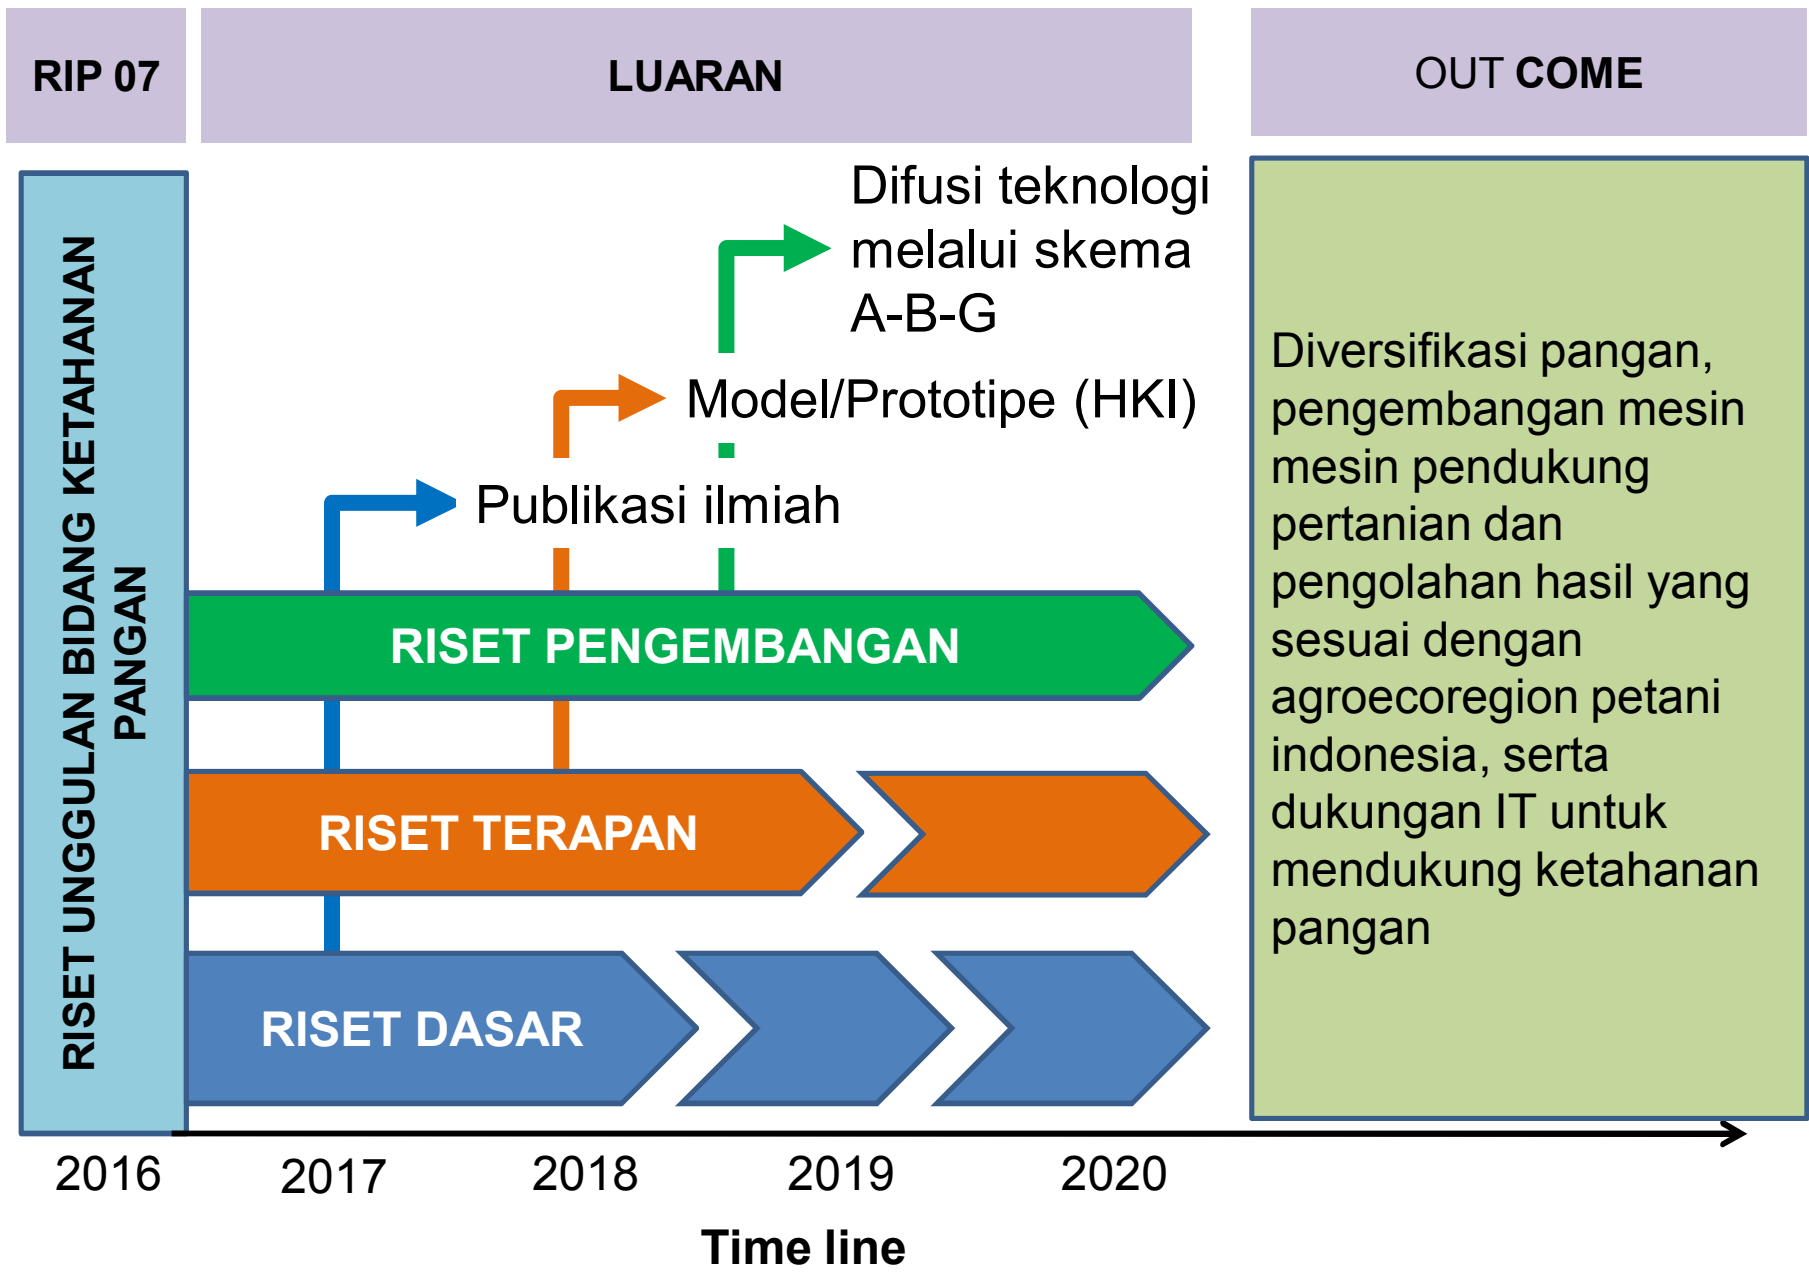 RIP 07
LUARAN
OUT COME
RISET UNGGULAN BIDANG KETAHANAN
PANGAN
Difusi teknologi
melalui skema
A-B-G
Model/Prototipe (HKI)
Publikasi ilmiah
RISET PENGEMBANGAN
RISET TERAPAN
RISET DASAR
Diversifikasi pangan,
pengembangan mesin
mesin pendukung
pertanian dan
pengolahan hasil yang
sesuai dengan
agroecoregion petani
indonesia, serta
dukungan IT untuk
mendukung ketahanan
pangan
2016
2017
2018
2019
2020
Time line